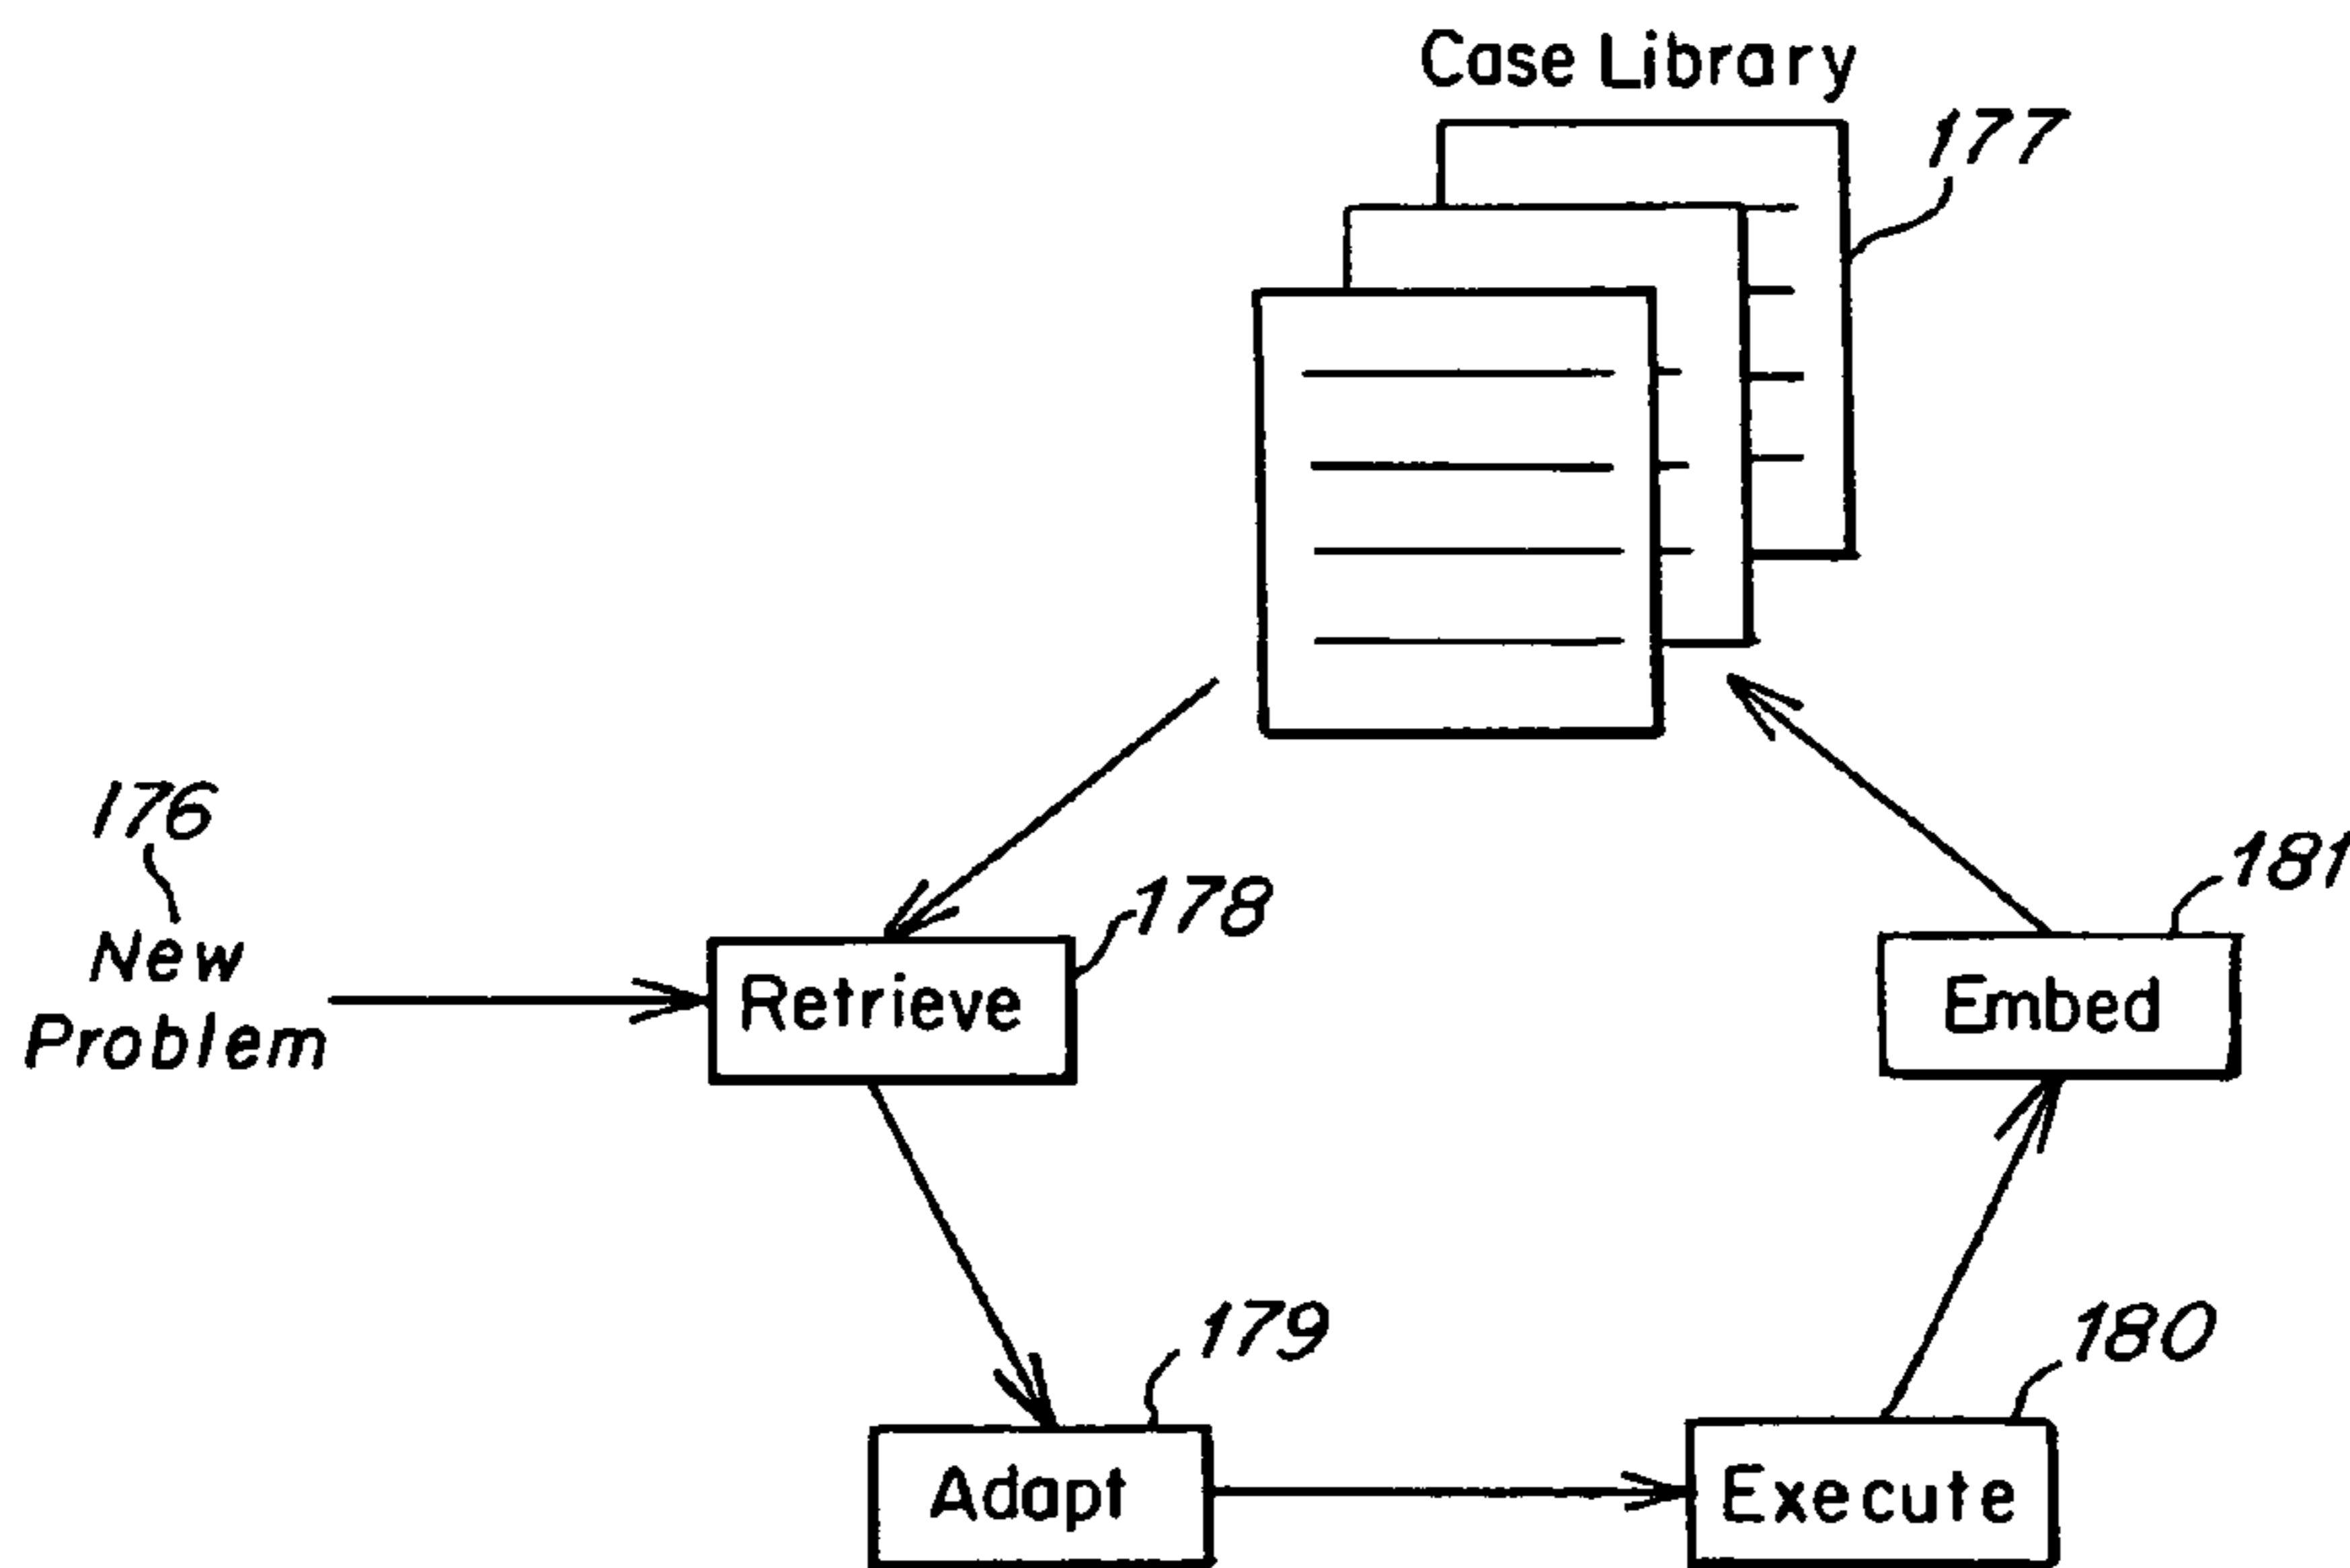 Case Library
177
176
New
Problem
178
Retrieve
181
Embed
179
Adapt
180
Execute